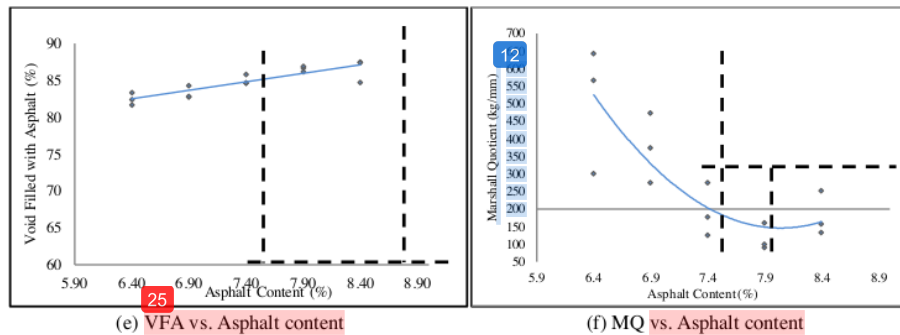 90
85
80
75
70
65
60
Void Filled with Asphalt (%)
5.90 6.40 6.90 7.40 7.90 8.40 8.90
Asphalt Content (%)
25
(e) VFA vs. Asphalt content
700
12
600
550
500
450
400
350
300
250
200
150
100
50
Marshall Quotient (kg/mm)
5.9 6.4 6.9 7.4 7.9 8.4 8.9
Asphalt Content(%)
(f) MQ vs. Asphalt content